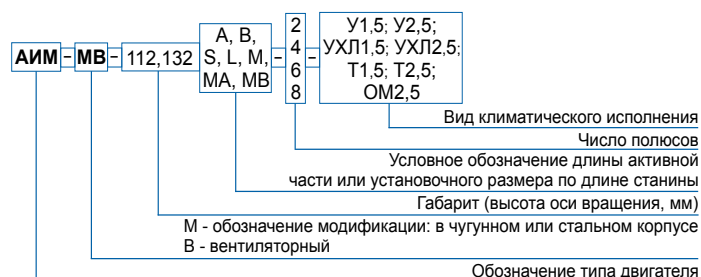 АИМ - МВ - 112,132 А, В, S, L, M, МА, МВ - 2 4 6 8 - У1,5; У2,5; УХЛ1,5; УХЛ2,5; Т1,5; Т2,5; ОМ2,5
Вид климатического исполнения
Число полюсов
Условное обозначение длины активной
части или установочного размера по длине станины
Габарит (высота оси вращения, мм)
М - обозначение модификации: в чугунном или стальном корпусе
В - вентиляторный
Обозначение типа двигателя